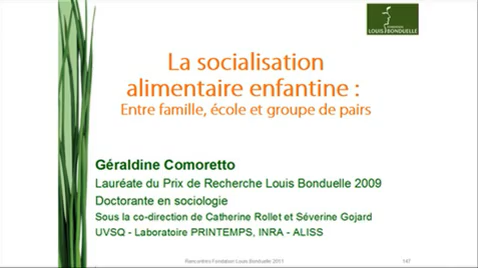 FONDATION
LOUIS BONDUELLE
La socialisation
alimentaire enfantine :
Entre famille, école et groupe de pairs
Géraldine Comoretto
Lauréate du Prix de Recherche Louis Bonduelle 2009
Doctorante en sociologie
Sous la co-direction de Catherine Rollet et Séverine Gojard
UVSQ - Laboratoire PRINTEMPS, INRA - ALISS
Rencontres Fondation Louis Bonduelle 2011
147